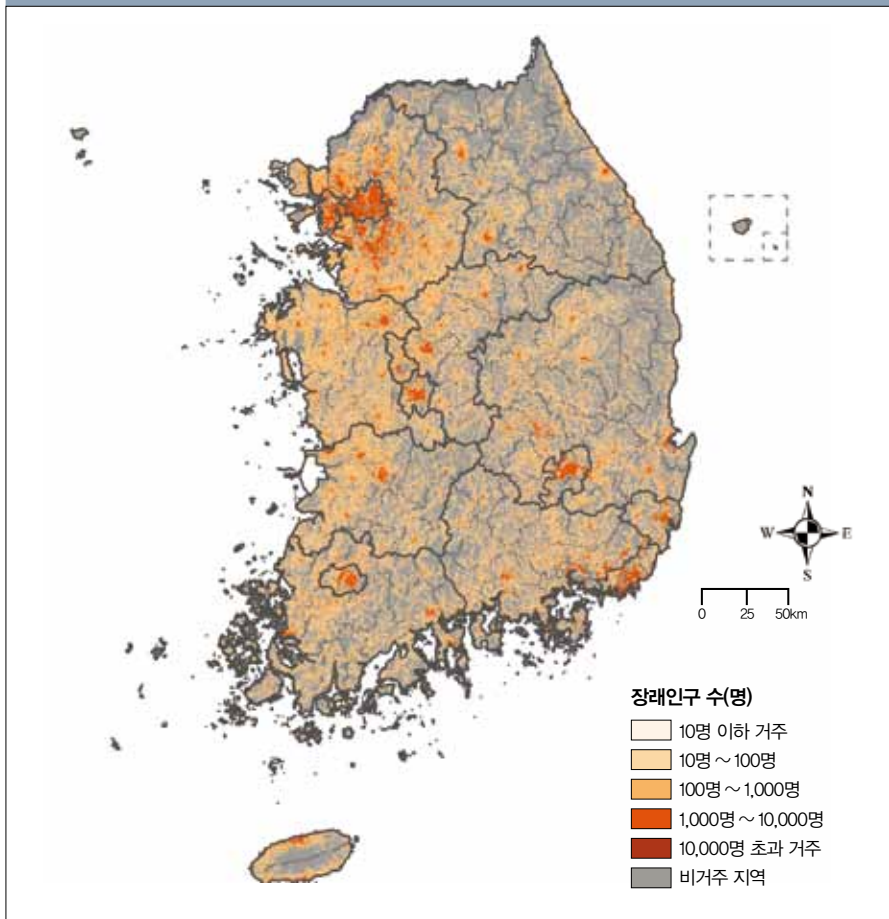 N
W E
S
0 25 50km
장래인구 수(명)
10명 이하 거주
10명 ~ 100명
100명 ~ 1,000명
1,000명 ~ 10,000명
10,000명 초과 거주
비거주 지역